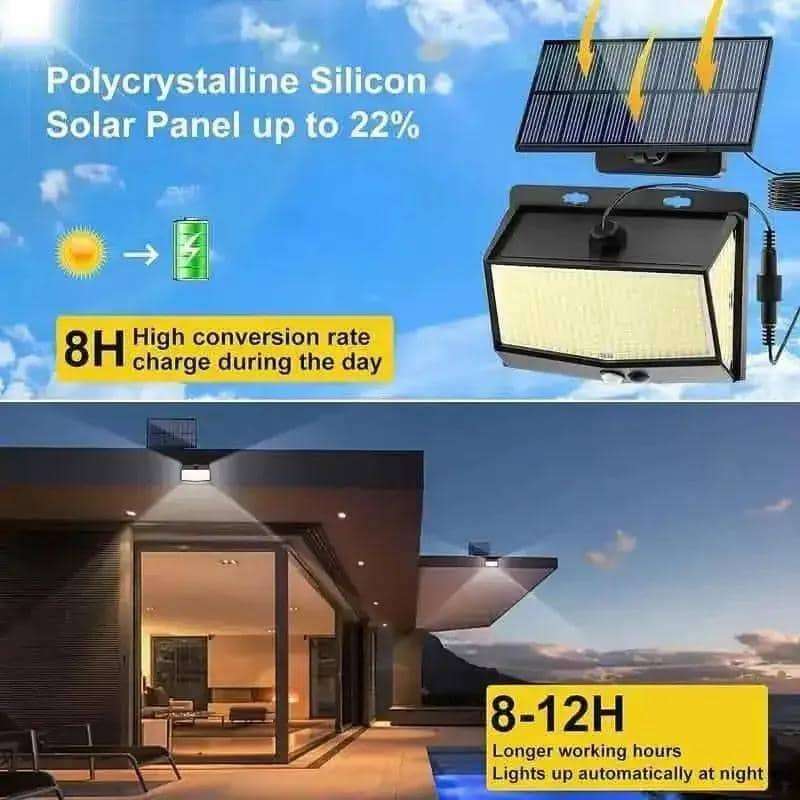 Polycrystalline Silicon
Solar Panel up to 22%
8H
High conversion rate
charge during the day
8-12H
Longer working hours
Lights up automatically at night